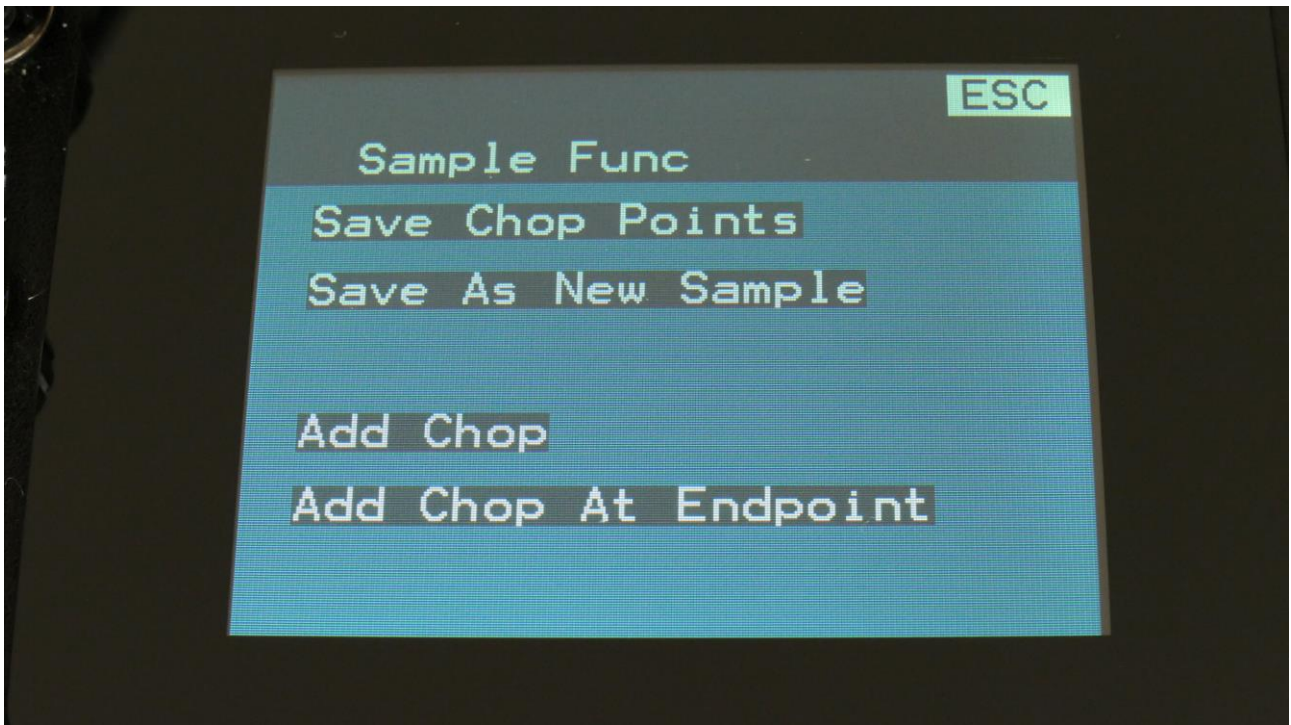 ESC
Sample Func
Save Chop Points
Save As New Sample
Add Chop
Add Chop At Endpoint